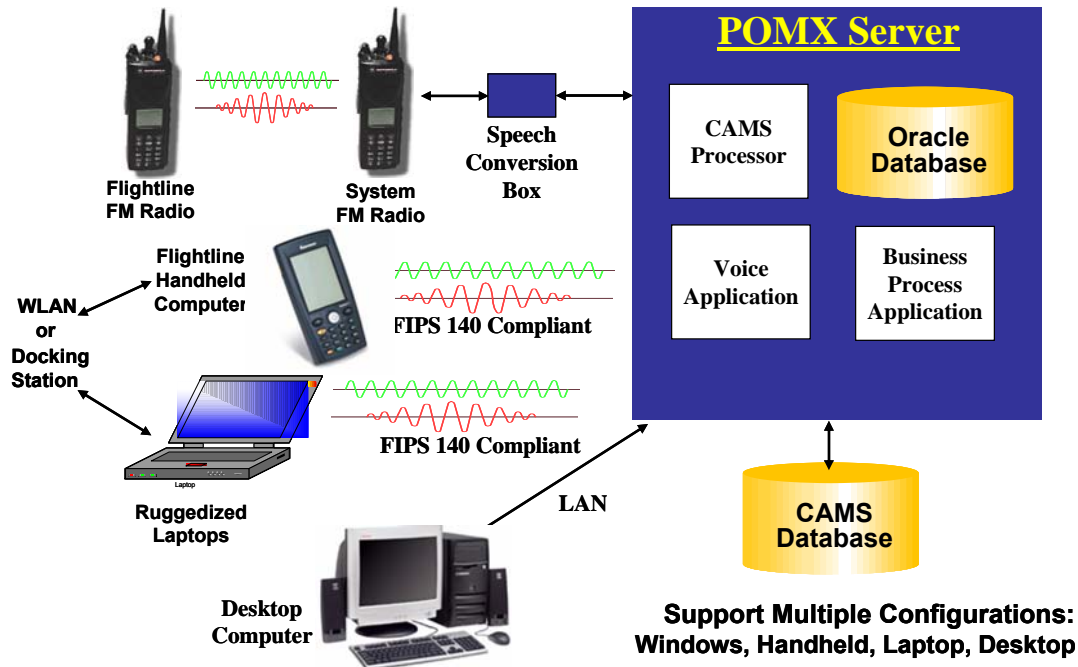 POMX Server
CAMS
Processor
Oracle
Database
Voice
Application
Business
Process
Application
Speech
Conversion
Box
Flightline
FM Radio
System
FM Radio
Flightline
Handheld
Computer
WLAN
or
Docking
Station
FIPS 140 Compliant
FIPS 140 Compliant
Laptop
Ruggedized
Laptops
LAN
Desktop
Computer
CAMS
Database
Support Multiple Configurations:
Windows, Handheld, Laptop, Desktop